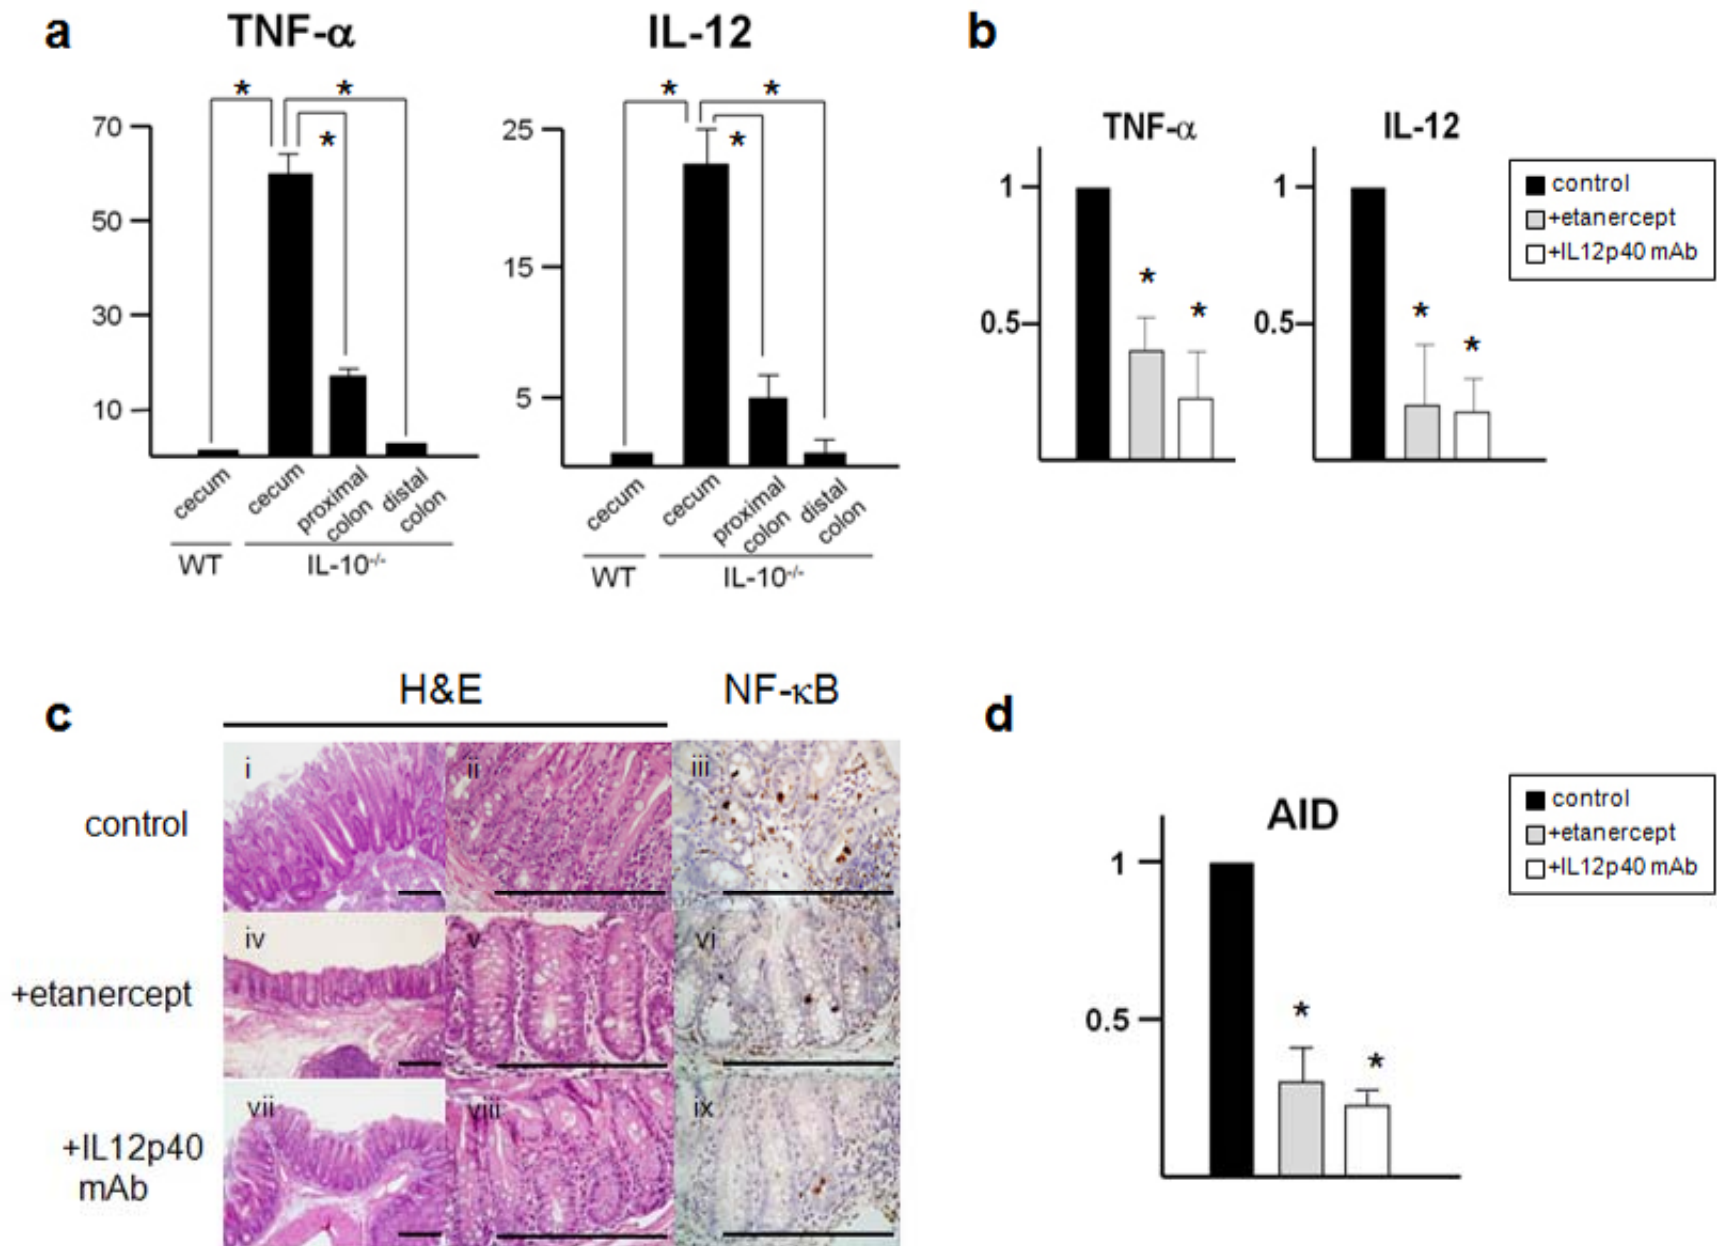 a
TNF-α
IL-12
b
*
*
*
*
*
*
70
50
30
10
25
15
5
cecum
cecum
proximal
colon
distal
colon
WT
IL-10-/-
cecum
cecum
proximal
colon
distal
colon
WT
IL-10-/-
TNF-α
IL-12
1
0.5
*
*
1
0.5
*
*
control
+etanercept
+IL12p40 mAb
c
H&E
NF-κB
control
+etanercept
+IL12p40
mAb
i
ii
iii
iv
v
vi
vii
viii
ix
d
AID
1
0.5
*
*
control
+etanercept
+IL12p40 mAb